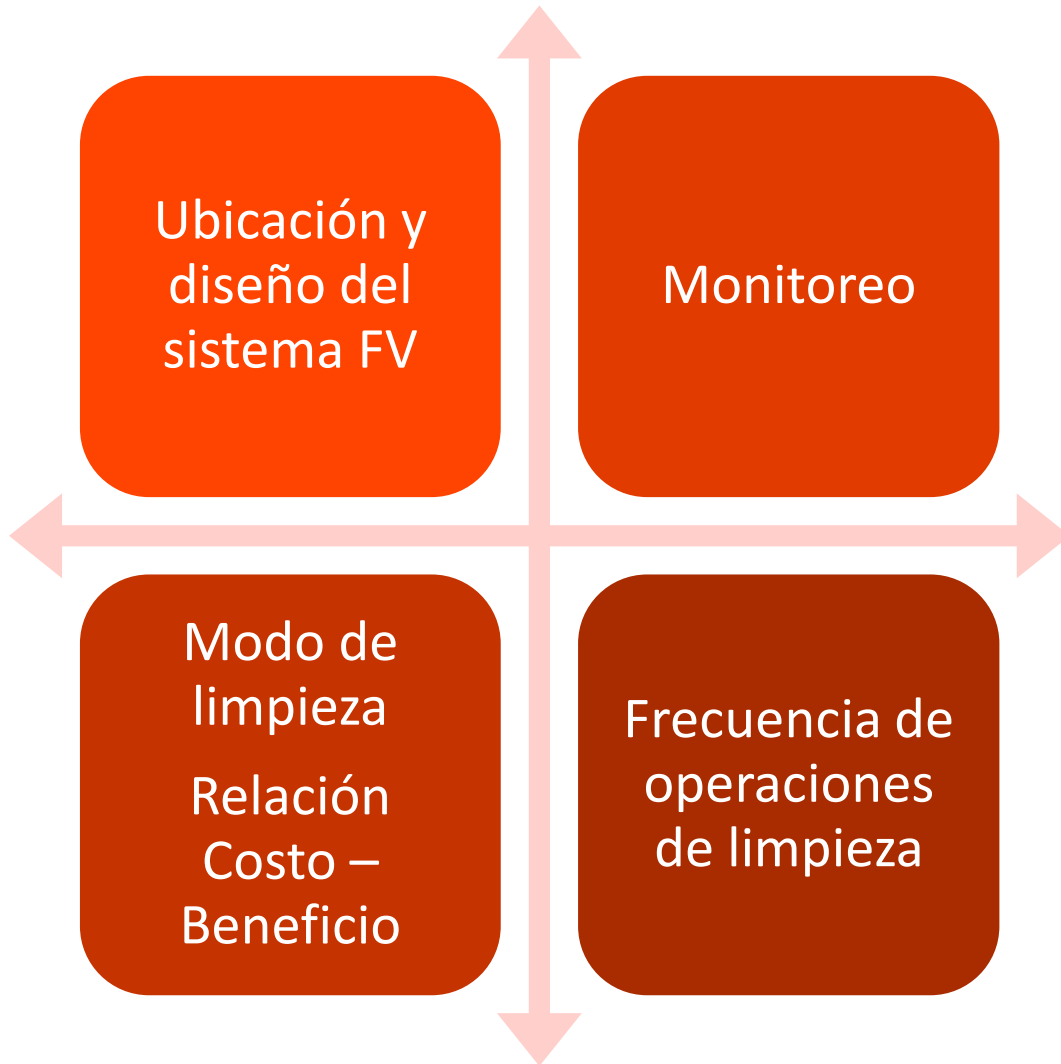 Ubicación y
diseño del
sistema FV
Monitoreo
Modo de
limpieza
Relación
Costo –
Beneficio
Frecuencia de
operaciones
de limpieza